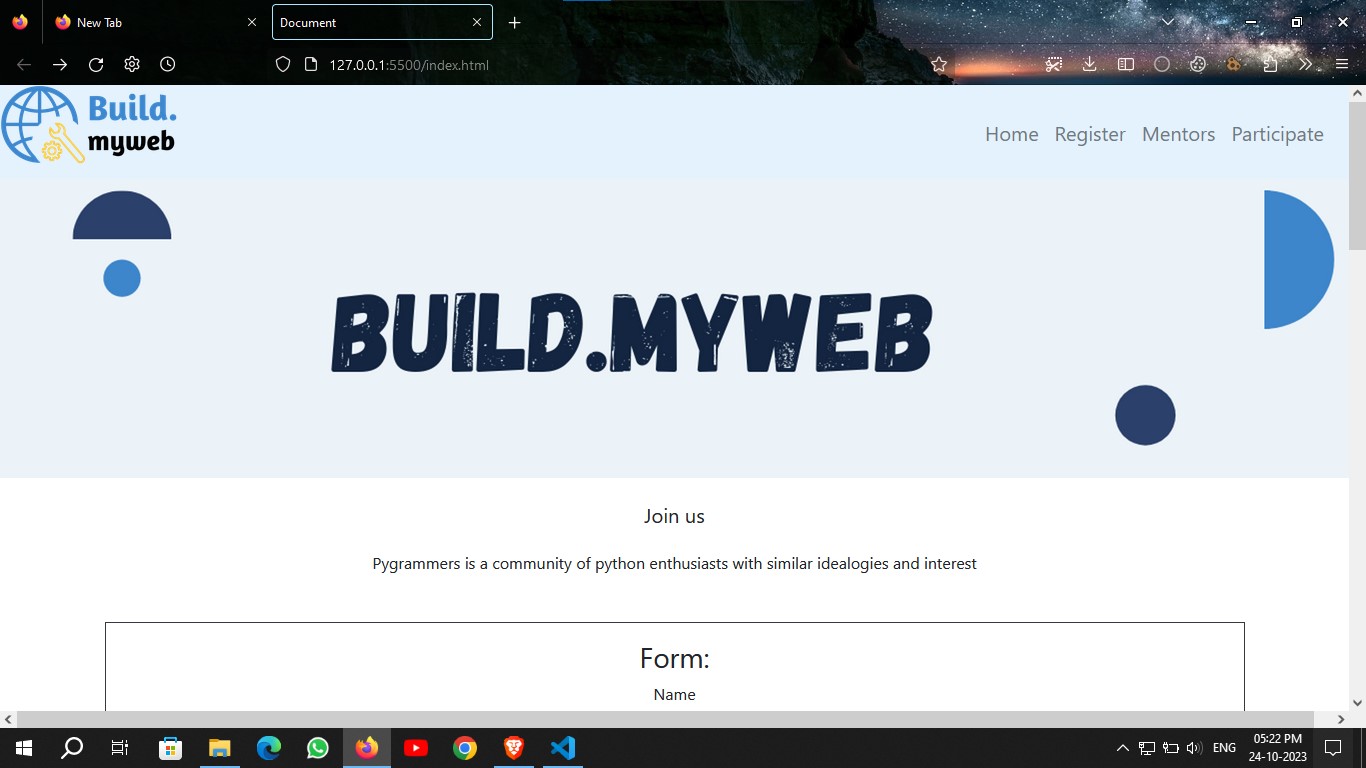 New Tab
Document
127.0.0.1:5500/index.html
Build.
myweb
Home Register Mentors Participate
BUILD.MYWEB
Join us
Pygrammers is a community of python enthusiasts with similar idealogies and interest
Form:
Name
ENG
05:22 PM
24-10-2023